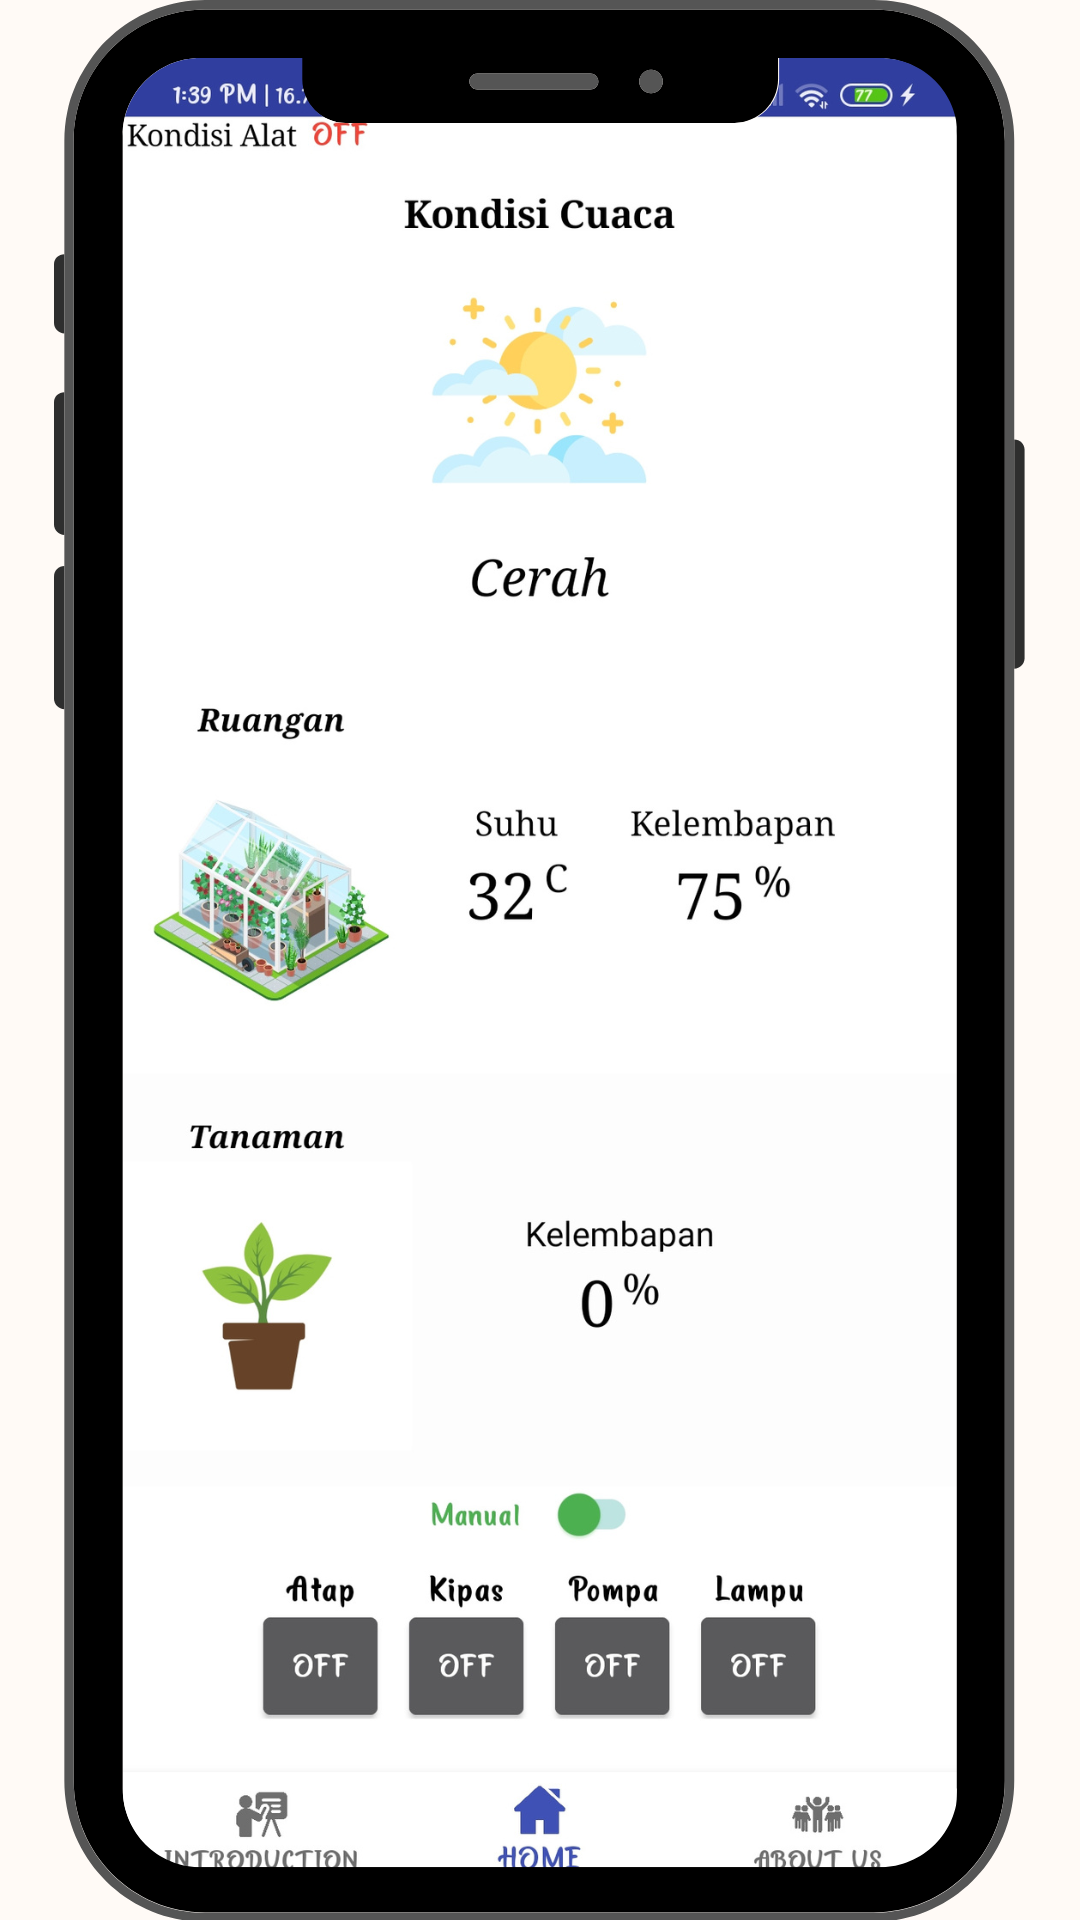 1:39 PM | 16.
77
Kondisi Alat OFF
Kondisi Cuaca
Cerah
Ruangan
Suhu Kelembapan
32 C 75 %
Tanaman
Kelembapan
0 %
Manual
Atap Kipas Pompa Lampu
OFF OFF OFF OFF
INTRODUCTION HOME ABOUT US